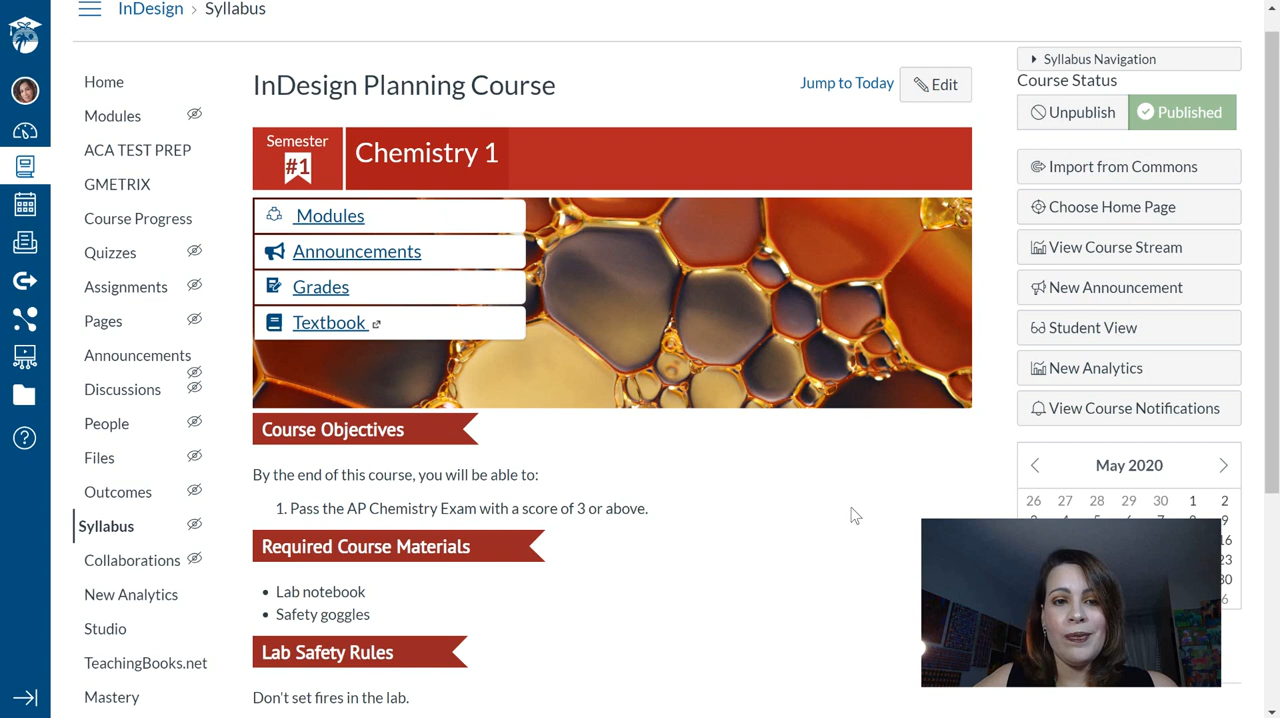 InDesign > Syllabus
Home
Modules
ACA TEST PREP
GMETRIX
Course Progress
Quizzes
Assignments
Pages
Announcements
Discussions
People
Files
Outcomes
Syllabus
Collaborations
New Analytics
Studio
TeachingBooks.net
Mastery
InDesign Planning Course
Jump to Today
Edit
Semester
#1
Chemistry 1
Modules
Announcements
Grades
Textbook
Course Objectives
By the end of this course, you will be able to:
1. Pass the AP Chemistry Exam with a score of 3 or above.
Required Course Materials
• Lab notebook
• Safety goggles
Lab Safety Rules
Don't set fires in the lab.
Syllabus Navigation
Course Status
Unpublish
Published
Import from Commons
Choose Home Page
View Course Stream
New Announcement
Student View
New Analytics
View Course Notifications
May 2020
26 27 28 29 30 1 2
9
16
23
30
6